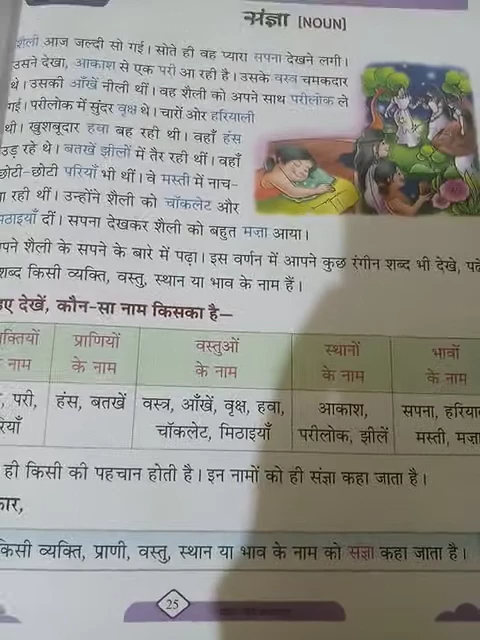 संज्ञा [NOUN]
शैली आज जल्दी सो गई। सोते ही वह प्यारा सपना देखने लगी।
उसने देखा, आकाश से एक परी आ रही है। उसके वस्त्र चमकदार
थे। उसकी आँखें नीली थीं। वह शैली को अपने साथ परीलोक ले
गई। परीलोक में सुंदर वृक्ष थे। चारों ओर हरियाली
थी। खुशबूदार हवा बह रही थी। वहाँ हंस
उड़ रहे थे। बतखें झीलों में तैर रही थीं। वहाँ
छोटी-छोटी परियाँ भी थीं। वे मस्ती में नाच-
रही थीं। उन्होंने शैली को चॉकलेट और
मिठाइयाँ दीं। सपना देखकर शैली को बहुत मज़ा आया।
शैली के सपने के बारे में पढ़ा। इस वर्णन में आपने कुछ रंगीन शब्द भी देखे,
शब्द किसी व्यक्ति, वस्तु, स्थान या भाव के नाम हैं।
देखें, कौन-सा नाम किसका है—
प्राणियों वस्तुओं स्थानों भावों
नाम के नाम के नाम के नाम के नाम
परी, हंस, बतखें वस्त्र, आँखें, वृक्ष, हवा, आकाश, सपना,
चॉकलेट, मिठाइयाँ परीलोक, झीलें मस्ती,
ही किसी की पहचान होती है। इन नामों को ही संज्ञा कहा जाता है।
किसी व्यक्ति, प्राणी, वस्तु, स्थान या भाव के नाम को संज्ञा कहा जाता है।
25